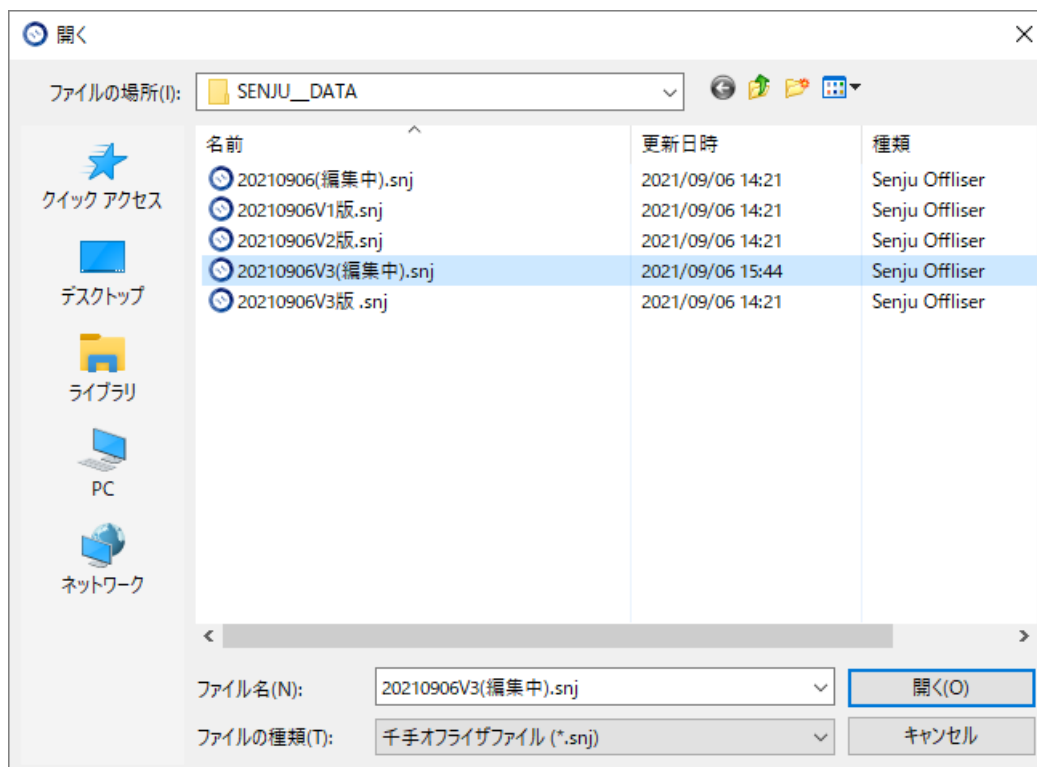 開く
ファイルの場所(I): SENJU__DATA
名前 更新日時 種類
20210906(編集中).snj 2021/09/06 14:21 Senju Offliser
20210906V1版.snj 2021/09/06 14:21 Senju Offliser
20210906V2版.snj 2021/09/06 14:21 Senju Offliser
20210906V3(編集中).snj 2021/09/06 15:44 Senju Offliser
20210906V3版 .snj 2021/09/06 14:21 Senju Offliser
クイック アクセス
デスクトップ
ライブラリ
PC
ネットワーク
ファイル名(N): 20210906V3(編集中).snj 開く(O)
ファイルの種類(T): 千手オフライザファイル (*.snj) キャンセル